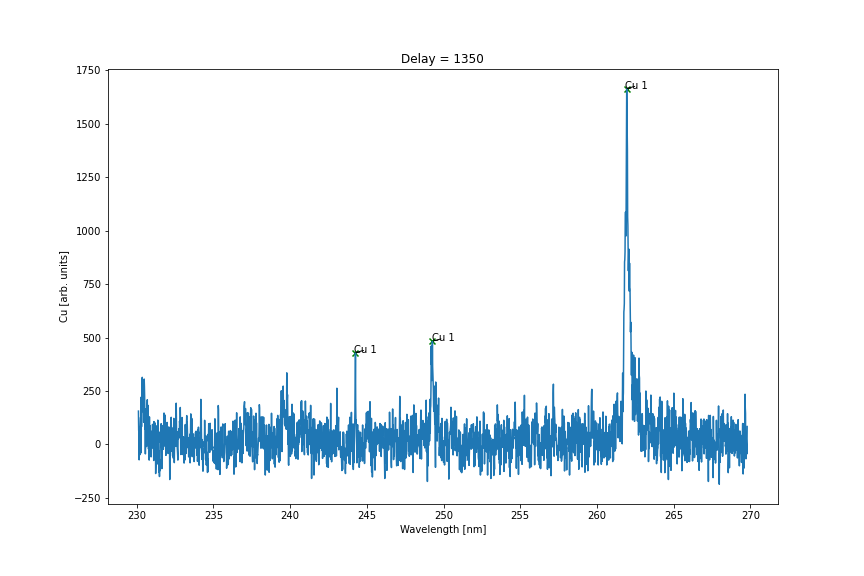 Delay = 1350
1750
1500
1250
1000
750
500
250
0
−250
Cu [arb. units]
Cu 1
Cu 1
Cu 1
230 235 240 245 250 255 260 265 270
Wavelength [nm]